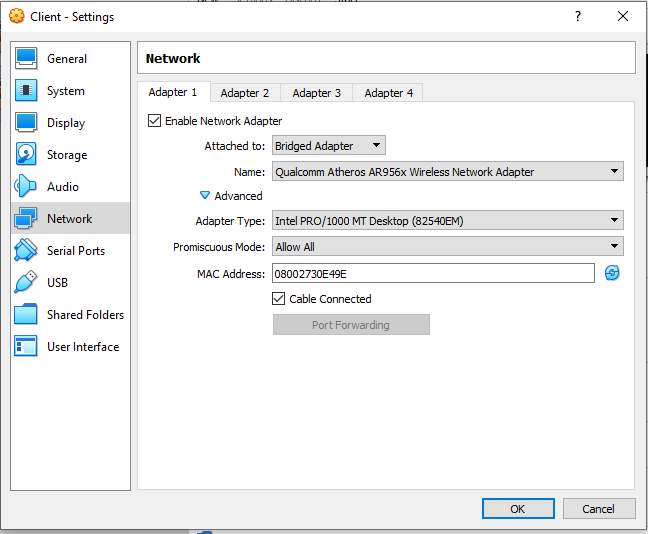 Client - Settings
?
General
System
Display
Storage
Audio
Network
Serial Ports
USB
Shared Folders
User Interface
Network
Adapter 1 Adapter 2 Adapter 3 Adapter 4
Enable Network Adapter
Attached to: Bridged Adapter
Name: Qualcomm Atheros AR956x Wireless Network Adapter
Advanced
Adapter Type: Intel PRO/1000 MT Desktop (82540EM)
Promiscuous Mode: Allow All
MAC Address: 08002730E49E
Cable Connected
Port Forwarding
OK Cancel